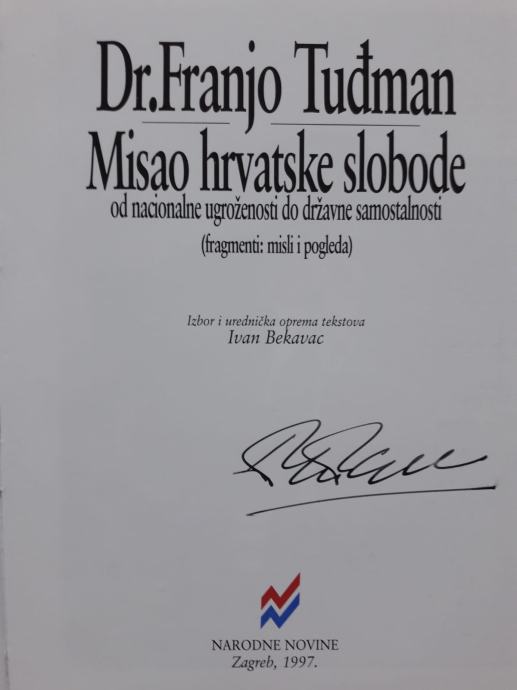 Dr.Franjo Tuđman
Misao hrvatske slobode
od nacionalne ugroženosti do državne samostalnosti
(fragmenti: misli i pogleda)
Izbor i urednička oprema tekstova
Ivan Bekavac
NARODNE NOVINE
Zagreb, 1997.